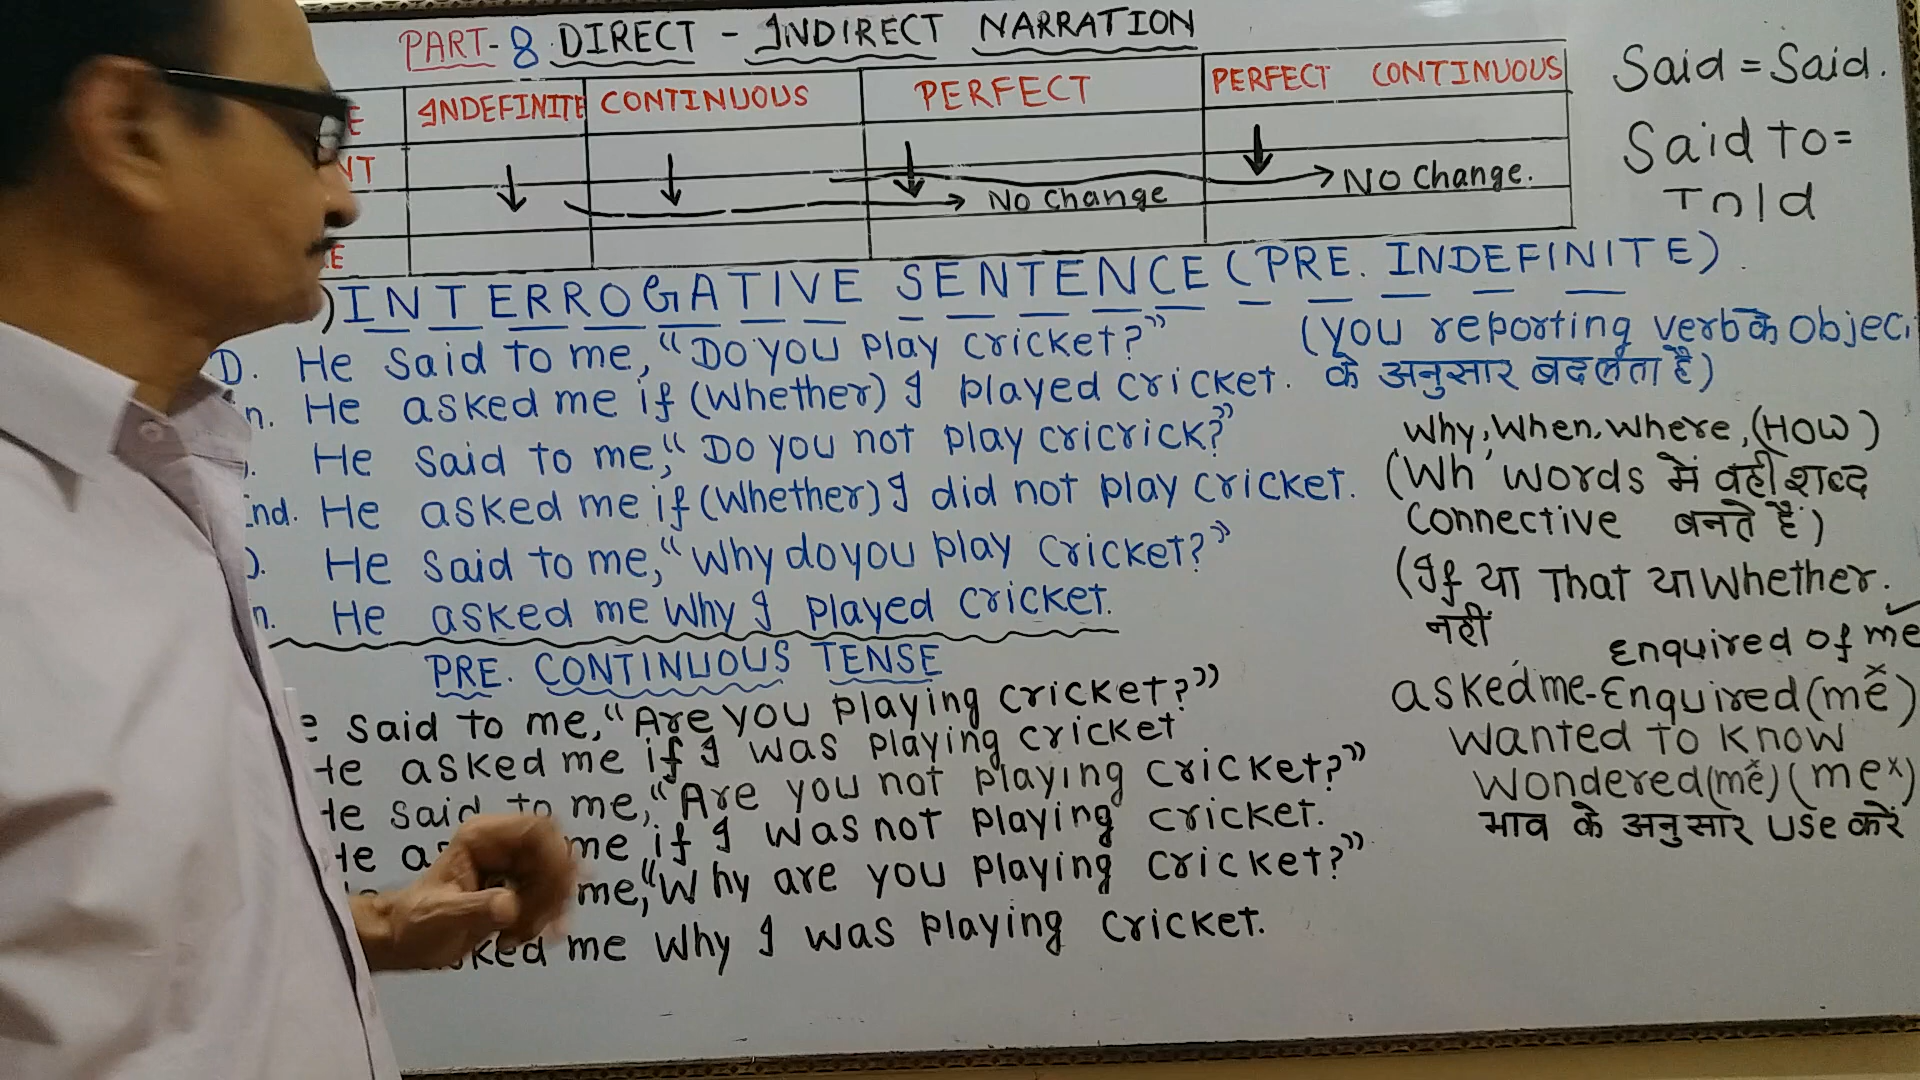 PART-8 DIRECT - INDIRECT NARRATION
INDEFINITE CONTINUOUS PERFECT PERFECT CONTINUOUS
No Change.
No Change
Said = Said.
Said To =
Told
INTERROGATIVE SENTENCE (PRE. INDEFINITE).
D. He said to me, "Do you play cricket?"
He asked me if (Whether) I played cricket.
He said to me, "Do you not play cricrick?"
Ind. He asked me if (Whether) I did not play cricket.
He said to me, "Why do you play cricket?"
He asked me Why I played cricket.
(you reporting verb के Object
के अनुसार बदलता है)
Why, When, Where, (HOW)
(Wh' Words में वही शब्द
Connective बनते हैं)
(If या That या Whether.
नहीं
Enquired of me
asked me - Enquired (me x)
Wanted To Know
Wondered (me x) (me x)
भाव के अनुसार use करें
PRE. CONTINUOUS TENSE
said to me, "Are you playing cricket?"
He asked me if I was playing cricket
He said to me, "Are you not playing cricket?"
He me if I was not playing cricket.
me, "Why are you playing cricket?"
asked me Why I was playing cricket.